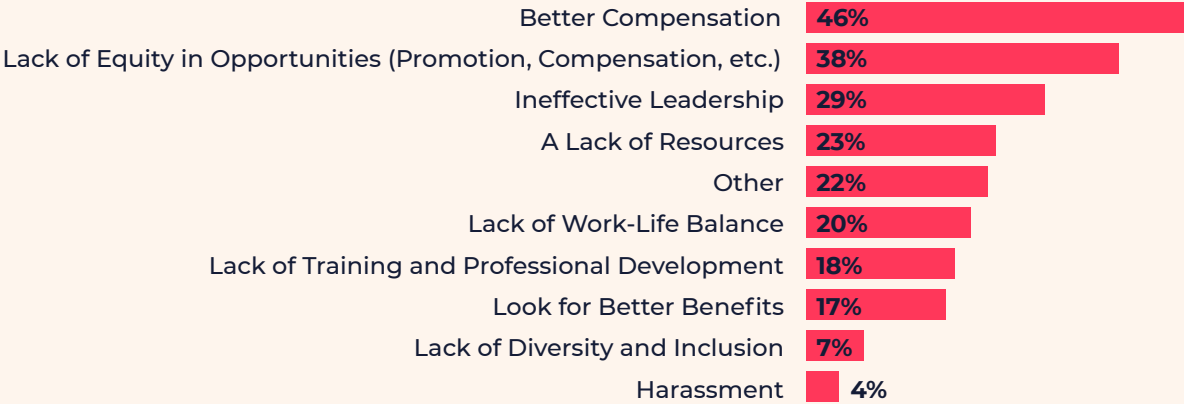 Better Compensation 46%
Lack of Equity in Opportunities (Promotion, Compensation, etc.) 38%
Ineffective Leadership 29%
A Lack of Resources 23%
Other 22%
Lack of Work-Life Balance 20%
Lack of Training and Professional Development 18%
Look for Better Benefits 17%
Lack of Diversity and Inclusion 7%
Harassment 4%